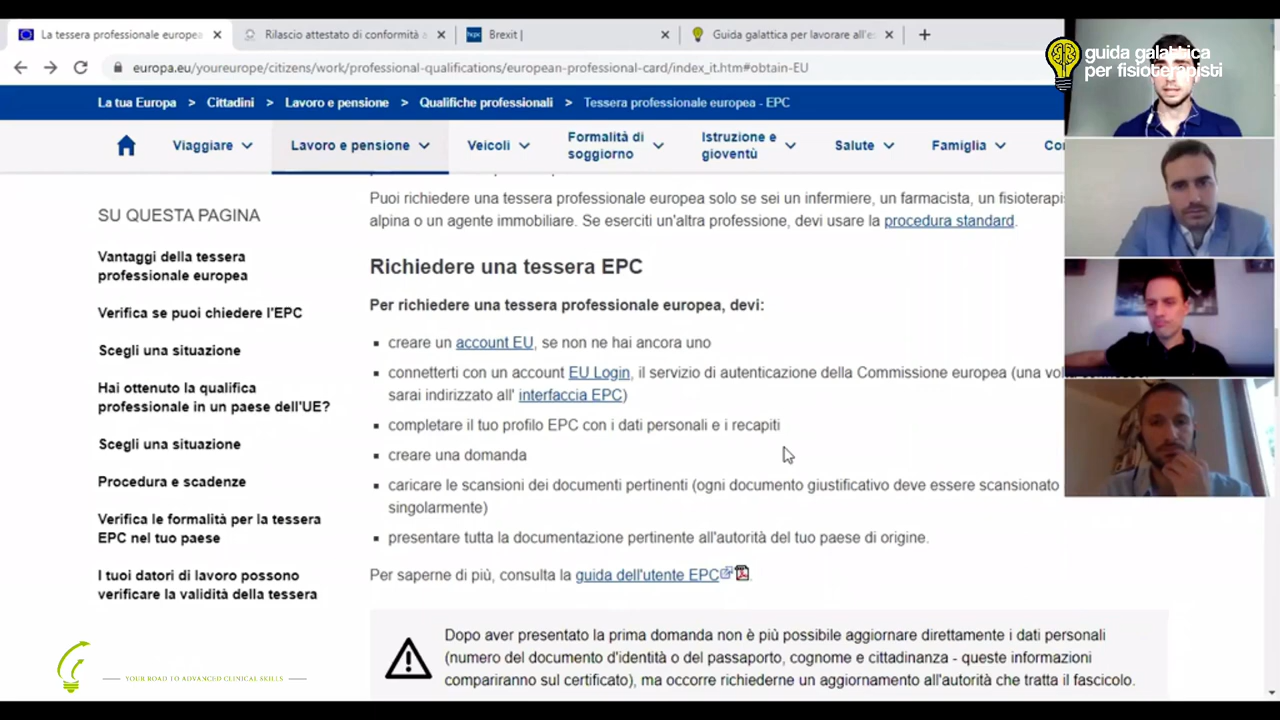 La tessera professionale europea
Rilascio attestato di conformità a
hcpc
Brexit |
Guida galattica per lavorare all'es
guida galattica
per fisioterapisti
europa.eu/youreurope/citizens/work/professional-qualifications/european-professional-card/index_it.htm#obtain-EU
La tua Europa > Cittadini > Lavoro e pensione > Qualifiche professionali > Tessera professionale europea - EPC
Viaggiare
Lavoro e pensione
Veicoli
Formalità di
soggiorno
Istruzione e
gioventù
Salute
Famiglia
SU QUESTA PAGINA
Vantaggi della tessera
professionale europea
Verifica se puoi chiedere l'EPC
Scegli una situazione
Hai ottenuto la qualifica
professionale in un paese dell'UE?
Scegli una situazione
Procedura e scadenze
Verifica le formalità per la tessera
EPC nel tuo paese
I tuoi datori di lavoro possono
verificare la validità della tessera
Puoi richiedere una tessera professionale europea solo se sei un infermiere, un farmacista, un fisioterapis
alpina o un agente immobiliare. Se eserciti un'altra professione, devi usare la procedura standard.
Richiedere una tessera EPC
Per richiedere una tessera professionale europea, devi:
creare un account EU, se non ne hai ancora uno
connetterti con un account EU Login, il servizio di autenticazione della Commissione europea (una volta
sarai indirizzato all' interfaccia EPC)
completare il tuo profilo EPC con i dati personali e i recapiti
creare una domanda
caricare le scansioni dei documenti pertinenti (ogni documento giustificativo deve essere scansionato
singolarmente)
presentare tutta la documentazione pertinente all'autorità del tuo paese di origine.
Per saperne di più, consulta la guida dell'utente EPC.
Dopo aver presentato la prima domanda non è più possibile aggiornare direttamente i dati personali
(numero del documento d'identità o del passaporto, cognome e cittadinanza - queste informazioni
compariranno sul certificato), ma occorre richiederne un aggiornamento all'autorità che tratta il fascicolo.
YOUR ROAD TO ADVANCED CLINICAL SKILLS